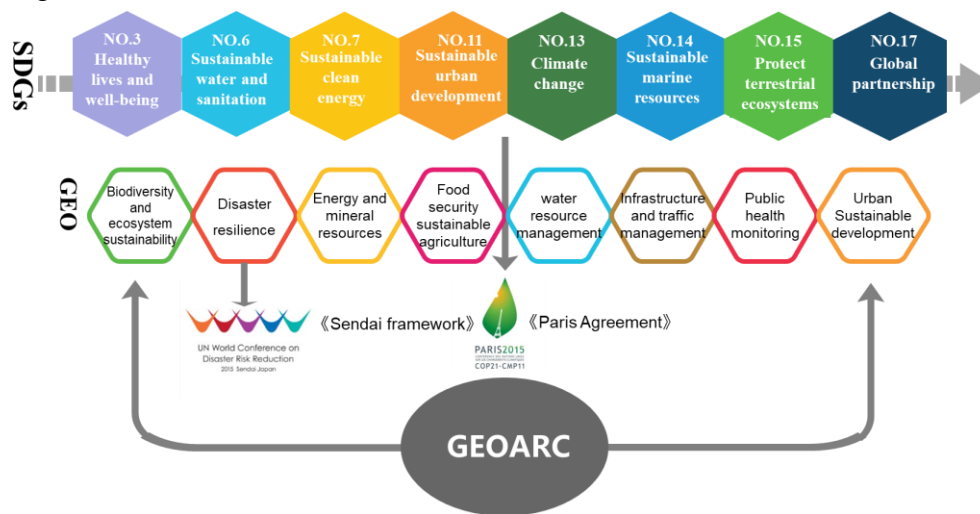 SDGs
NO.3
Healthy
lives and
well-being
NO.6
Sustainable
water and
sanitation
NO.7
Sustainable
clean
energy
NO.11
Sustainable
urban
development
NO.13
Climate
change
NO.14
Sustainable
marine
resources
NO.15
Protect
terrestrial
ecosystems
NO.17
Global
partnership
GEO
Biodiversity
and
ecosystem
sustainability
Disaster
resilience
Energy and
mineral
resources
Food
security
sustainable
agriculture
water
resource
management
Infrastructure
and traffic
management
Public
health
monitoring
Urban
Sustainable
development
UN World Conference on
Disaster Risk Reduction
2015 Sendai Japan
《Sendai framework》
PARIS2015
COP21-CMP11
《Paris Agreement》
GEOARC